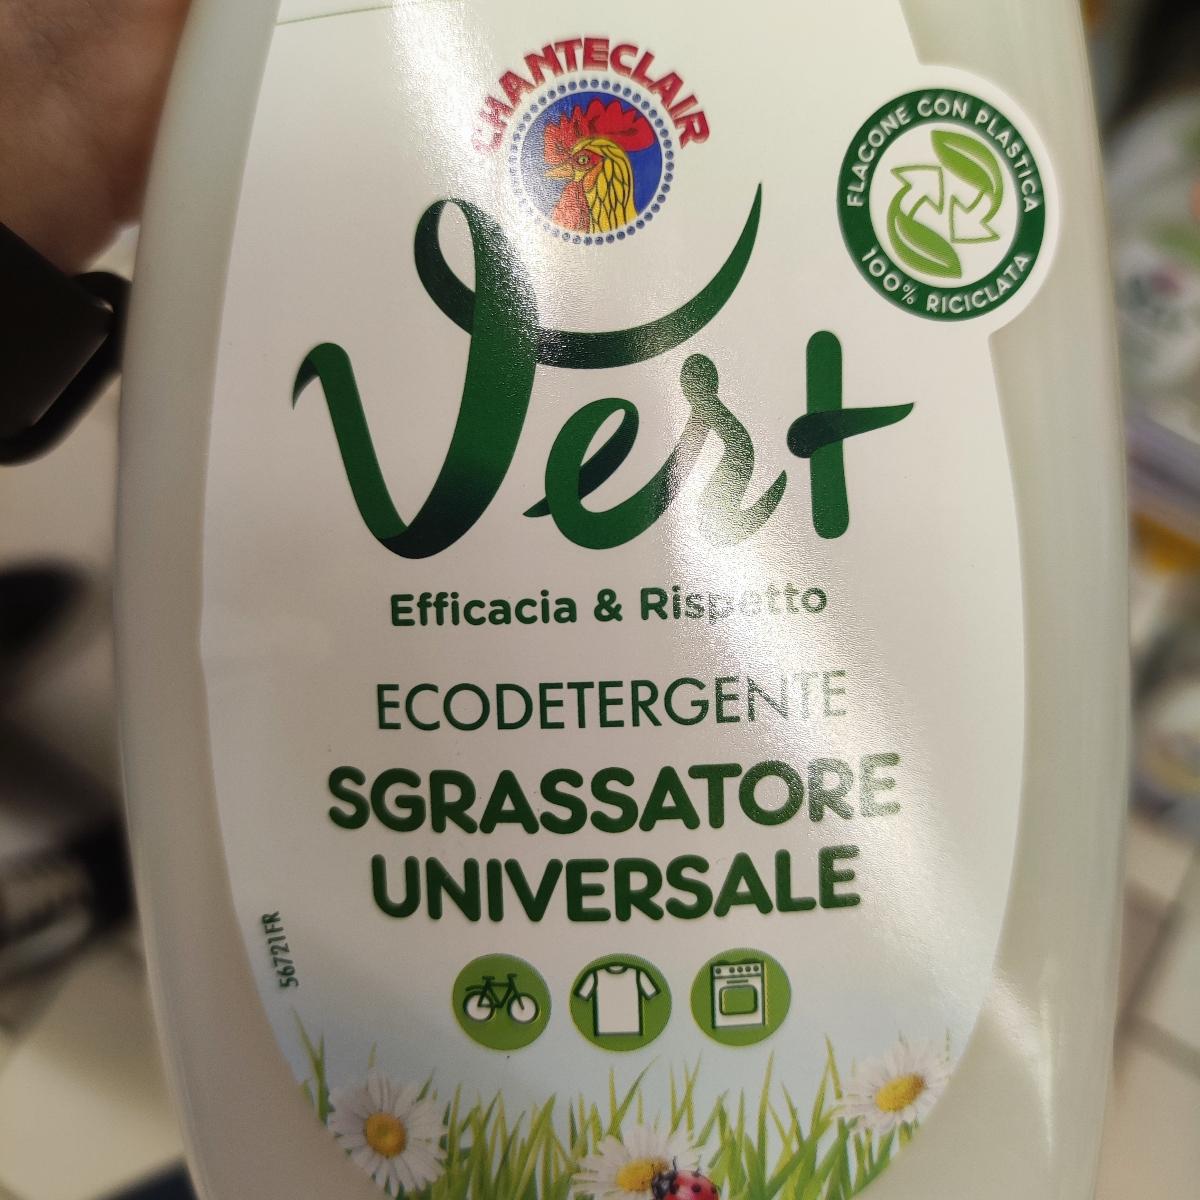 CHANTECLAIR
FLACONE CON PLASTICA
100% RICICLATA
Vert
Efficacia & Rispetto
ECODETERGENTE
SGRASSATORE
UNIVERSALE
56721FR